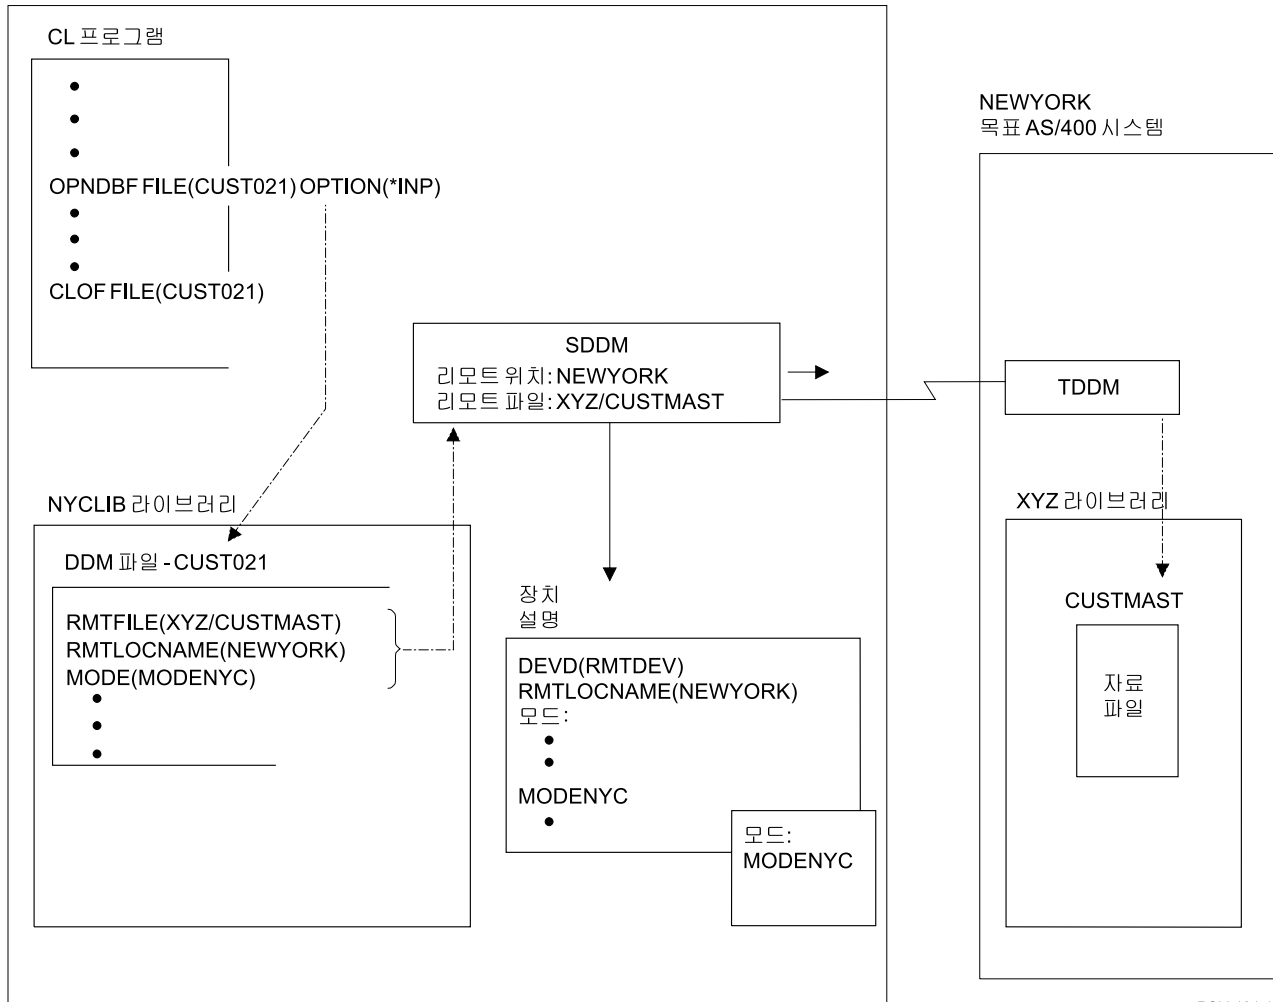 CL 프로그램
OPNDBF FILE(CUST021) OPTION(*INP)
CLOF FILE(CUST021)
NEWYORK
목표 AS/400 시스템
SDDM
리모트 위치: NEWYORK
리모트 파일: XYZ/CUSTMAST
TDDM
NYCLIB 라이브러리
DDM 파일 - CUST021
RMTFILE(XYZ/CUSTMAST)
RMTLOCNAME(NEWYORK)
MODE(MODENYC)
장치
설명
DEVD(RMTDEV)
RMTLOCNAME(NEWYORK)
모드:
MODENYC
모드:
MODENYC
XYZ 라이브러리
CUSTMAST
자료
파일